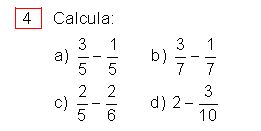 4 Calcula:
a) 3/5 – 1/5 b) 3/7 – 1/7
c) 2/5 – 2/6 d) 2 – 3/10